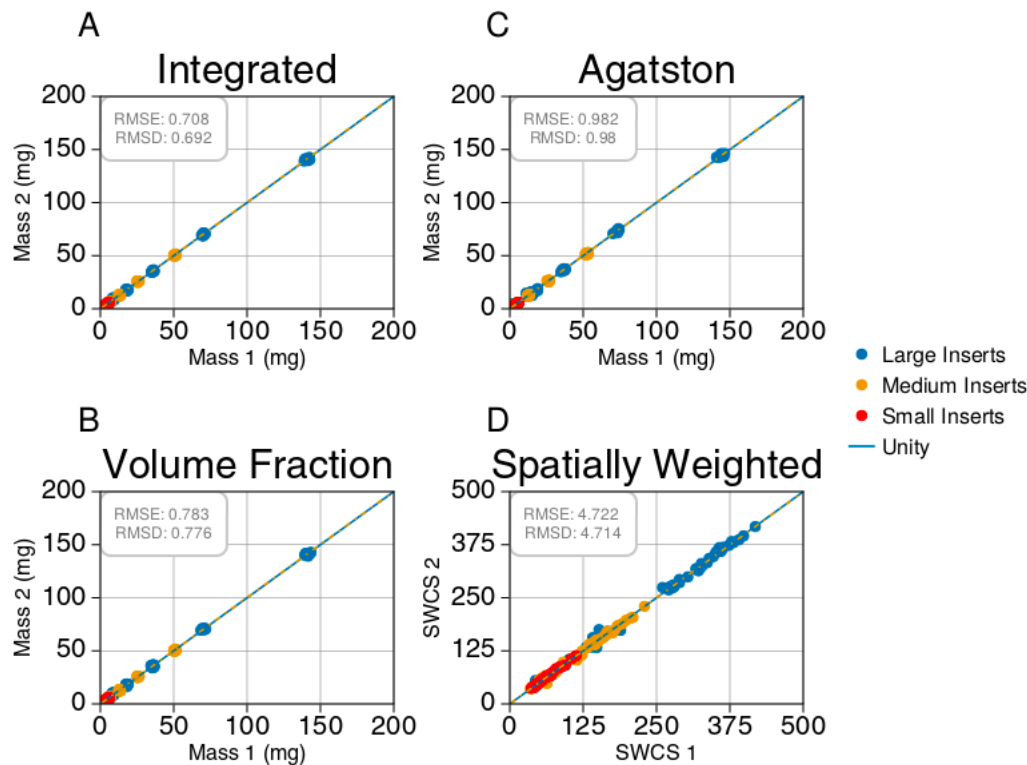 A
Integrated
RMSE: 0.708
RMSD: 0.692
200
150
100
50
0
Mass 2 (mg)
0 50 100 150 200
Mass 1 (mg)
C
Agatston
RMSE: 0.982
RMSD: 0.98
200
150
100
50
0
Mass 2 (mg)
0 50 100 150 200
Mass 1 (mg)
B
Volume Fraction
RMSE: 0.783
RMSD: 0.776
200
150
100
50
0
Mass 2 (mg)
0 50 100 150 200
Mass 1 (mg)
D
Spatially Weighted
RMSE: 4.722
RMSD: 4.714
500
375
250
125
0
SWCS 2
0 125 250 375 500
SWCS 1
Large Inserts
Medium Inserts
Small Inserts
Unity